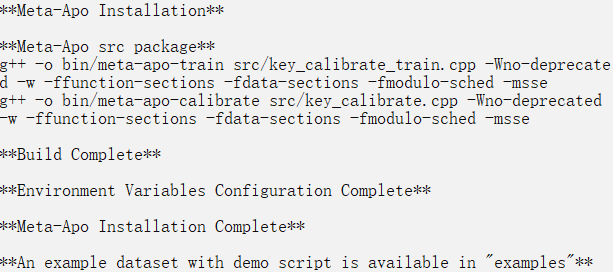 **Meta-Apo Installation**
**Meta-Apo src package**
g++ -o bin/meta-apo-train src/key_calibrate_train.cpp -Wno-deprecate
d -w -ffunction-sections -fdata-sections -fmodulo-sched -msse
g++ -o bin/meta-apo-calibrate src/key_calibrate.cpp -Wno-deprecated
-w -ffunction-sections -fdata-sections -fmodulo-sched -msse
**Build Complete**
**Environment Variables Configuration Complete**
**Meta-Apo Installation Complete**
**An example dataset with demo script is available in "examples"**